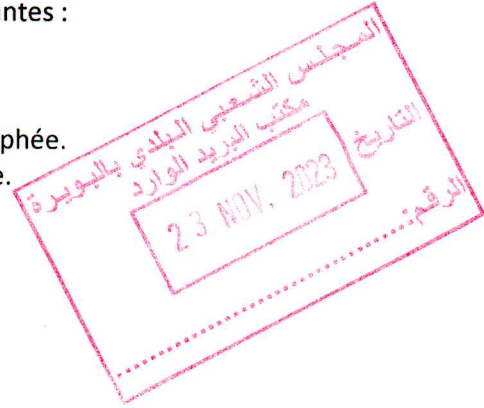 ntes :
phée.
e.
المجلس الشعبي البلدي بالبويرة
مكتب البريد الوارد
التاريخ
23 NOV. 2023
الرقم: